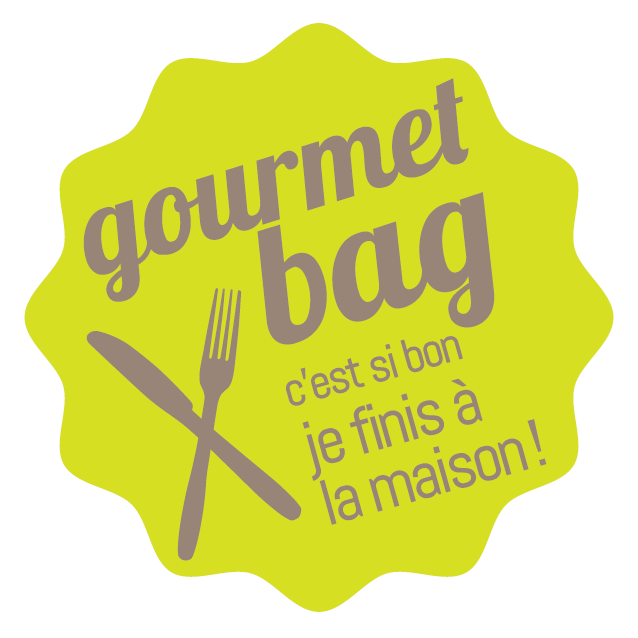 gourmet
bag
c'est si bon
je finis à
la maison !